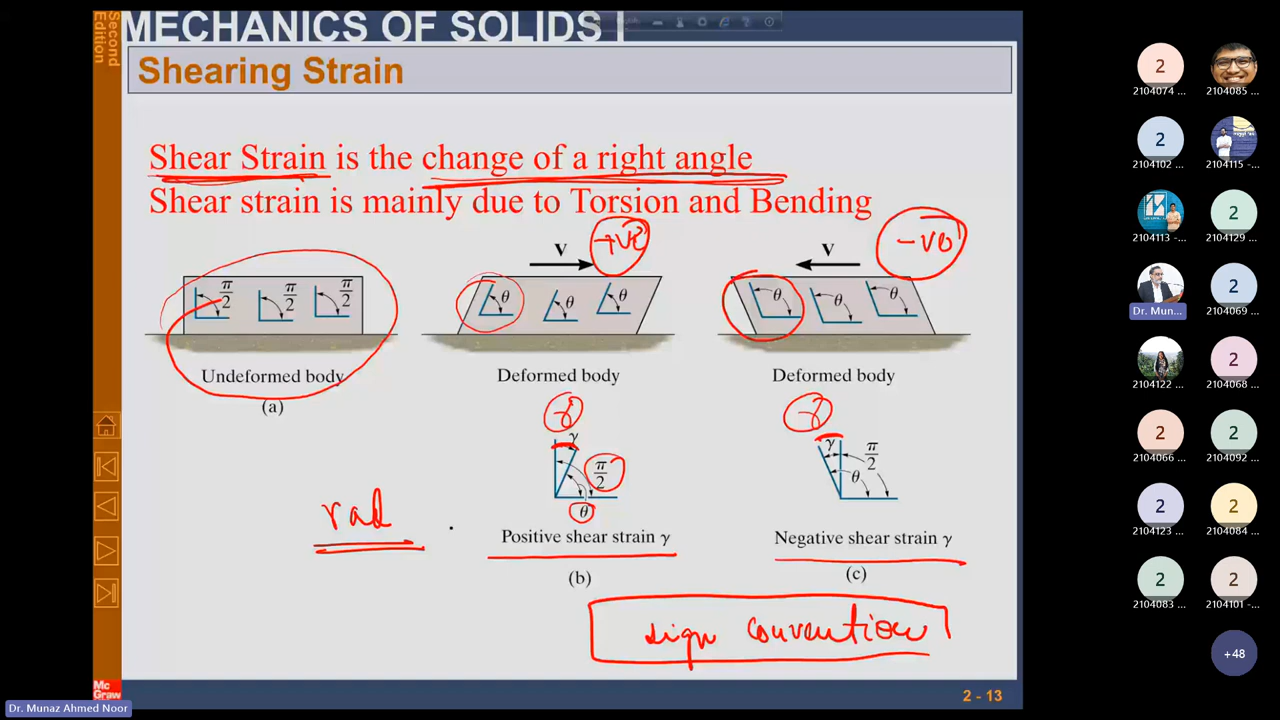 Second
Edition
MECHANICS OF SOLIDS I
Shearing Strain
Shear Strain is the change of a right angle
Shear strain is mainly due to Torsion and Bending
+ve
-ve
V
V
π/2 π/2 π/2
θ θ θ
θ θ θ
Undeformed body
Deformed body
Deformed body
(a)
γ
γ
γ
π/2
θ
γ
π/2
θ
rad
Positive shear strain γ
Negative shear strain γ
(b)
(c)
sign convention
Mc
Graw
2 - 13
Dr. Munaz Ahmed Noor
2
2104074 ...
2104085 ...
2
2104102 ...
2104115 -...
2104113 -...
2
2104129 ...
Dr. Mun...
2
2104069 ...
2104122 ...
2
2104068 ...
2
2104066 ...
2
2104092 ...
2
2104123 ...
2
2104084 ...
2
2104083 ...
2
2104101 -...
+48